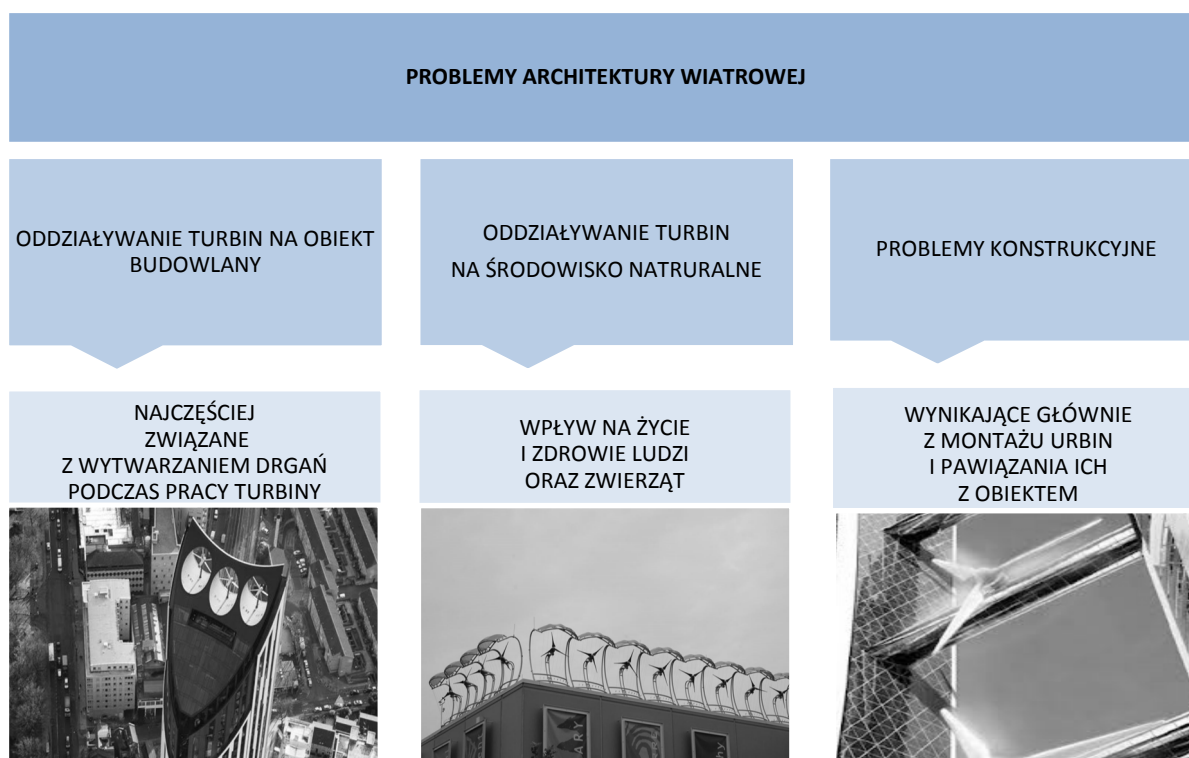 PROBLEMY ARCHITEKTURY WIATROWEJ
ODDZIAŁYWANIE TURBIN NA OBIEKT
BUDOWLANY
ODDZIAŁYWANIE TURBIN
NA ŚRODOWISKO NATRURALNE
PROBLEMY KONSTRUKCYJNE
NAJCZĘŚCIEJ
ZWIĄZANE
Z WYTWARZANIEM DRGAŃ
PODCZAS PRACY TURBINY
WPŁYW NA ŻYCIE
I ZDROWIE LUDZI
ORAZ ZWIERZĄT
WYNIKAJĄCE GŁÓWNIE
Z MONTAŻU URBIN
I PAWIĄZANIA ICH
Z OBIEKTEM